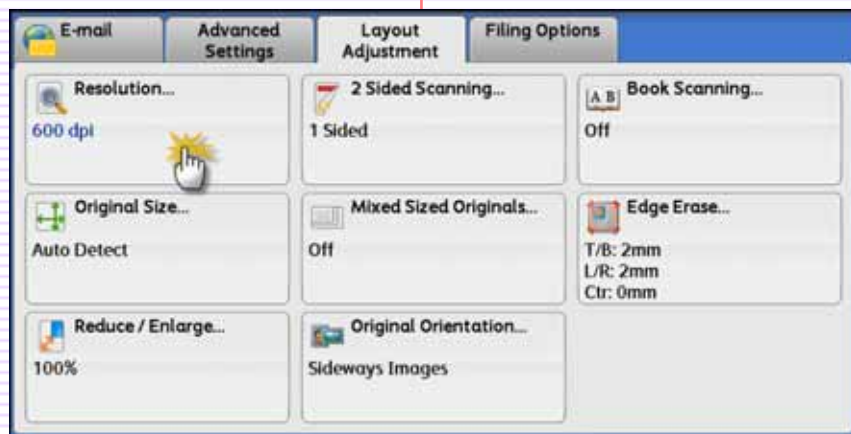 E-mail
Advanced
Settings
Layout
Adjustment
Filing Options
Resolution...
600 dpi
2 Sided Scanning...
1 Sided
A B
Book Scanning...
Off
Original Size...
Auto Detect
Mixed Sized Originals...
Off
Edge Erase...
T/B: 2mm
L/R: 2mm
Ctr: 0mm
Reduce / Enlarge...
100%
Original Orientation...
Sideways Images